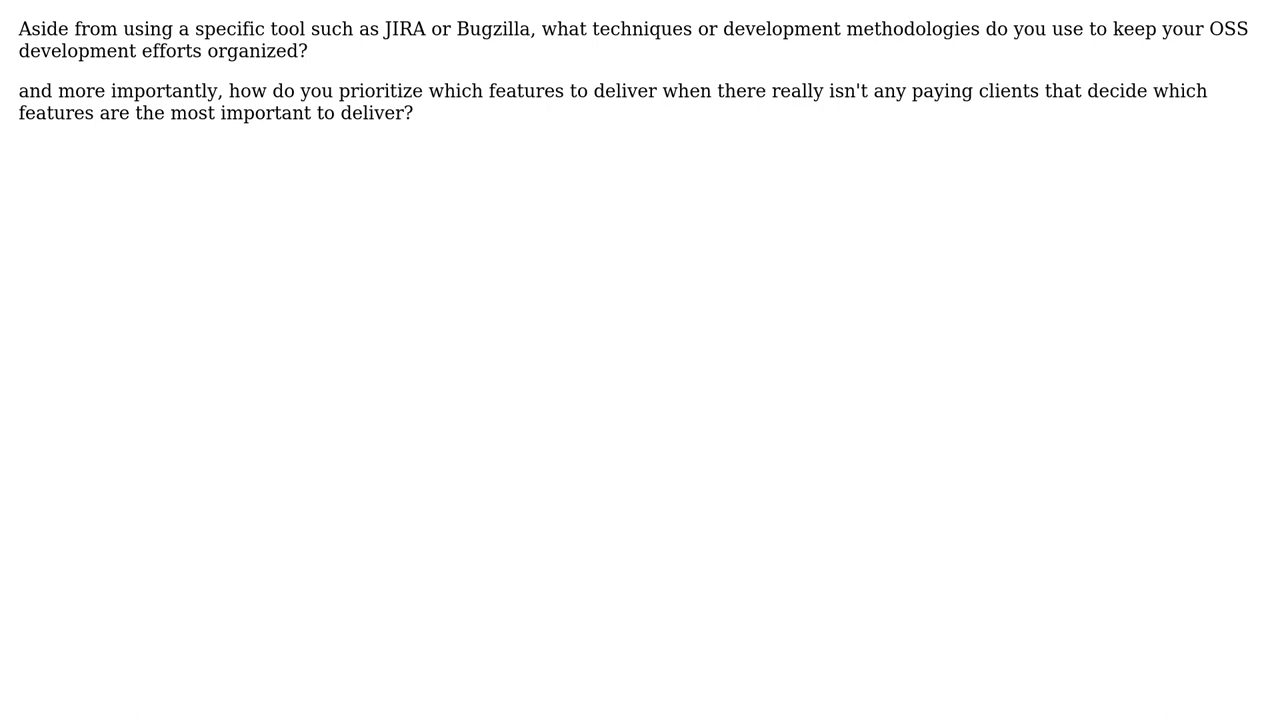 Aside from using a specific tool such as JIRA or Bugzilla, what techniques or development methodologies do you use to keep your OSS
development efforts organized?
and more importantly, how do you prioritize which features to deliver when there really isn't any paying clients that decide which
features are the most important to deliver?